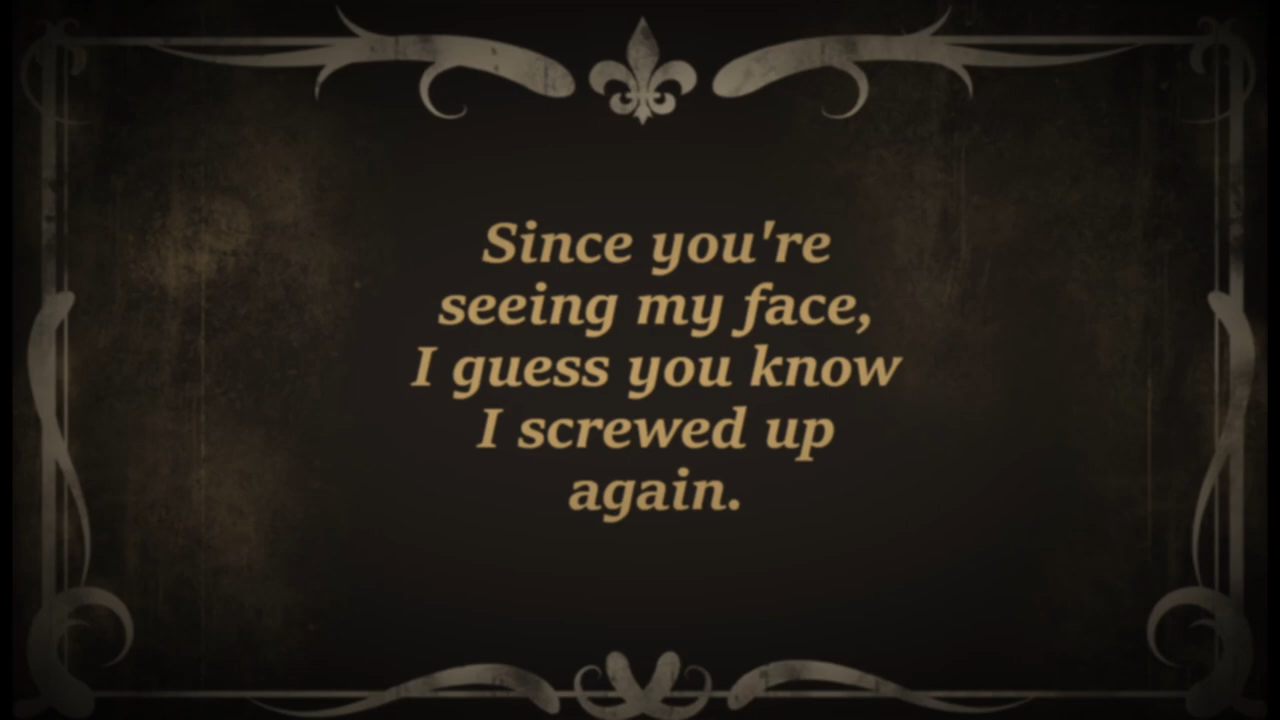 Since you're
seeing my face,
I guess you know
I screwed up
again.